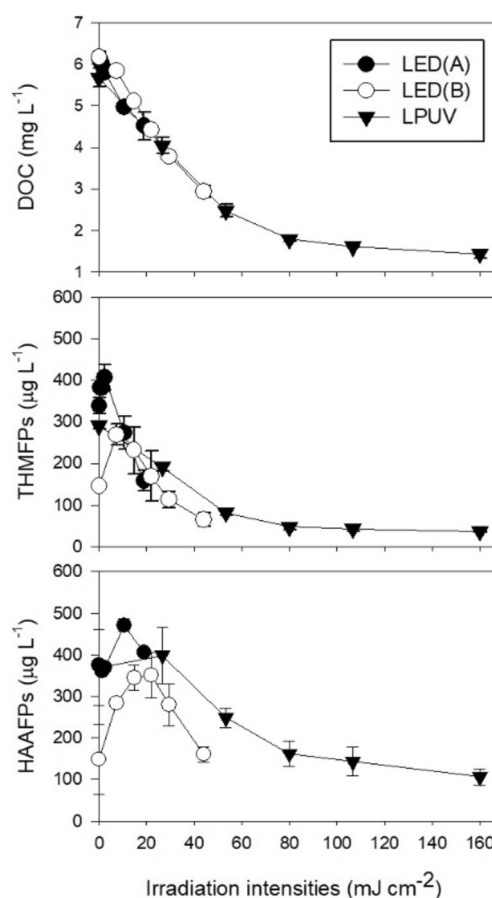 7
6
5
4
3
2
1
DOC (mg L⁻¹)
LED(A)
LED(B)
LPUV
600
500
400
300
200
100
0
THMFPs (µg L⁻¹)
600
500
400
300
200
100
0
HAAFPs (µg L⁻¹)
0 20 40 60 80 100 120 140 160
Irradiation intensities (mJ cm⁻²)